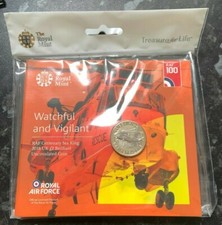 The
Royal
Mint
Treasure for Life
The
Royal
Mint
100
Watchful
and Vigilant
RAF Centenary Sea King
2018 UK £2 Brilliant
Uncirculated Coin
ROYAL
AIR FORCE